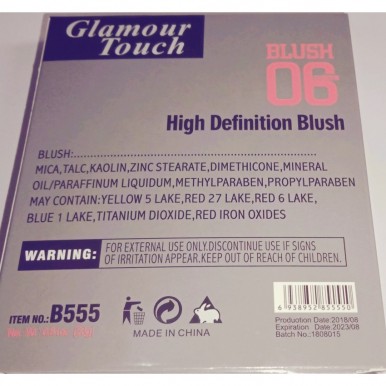 Glamour
Touch
BLUSH
06
High Definition Blush
BLUSH:
MICA,TALC,KAOLIN,ZINC STEARATE,DIMETHICONE,MINERAL
OIL/PARAFFINUM LIQUIDUM,METHYLPARABEN,PROPYLPARABEN
MAY CONTAIN:YELLOW 5 LAKE,RED 27 LAKE,RED 6 LAKE,
BLUE 1 LAKE,TITANIUM DIOXIDE,RED IRON OXIDES
WARNING:
FOR EXTERNAL USE ONLY.DISCONTINUE USE IF SIGNS
OF IRRITATION APPEAR.KEEP OUT OF REACH OF CHILDREN.
ITEM NO.:B555
MADE IN CHINA
6 938952 855550
Production Date:2018/08
Expiration Date:2023/08
Batch No.:1808015